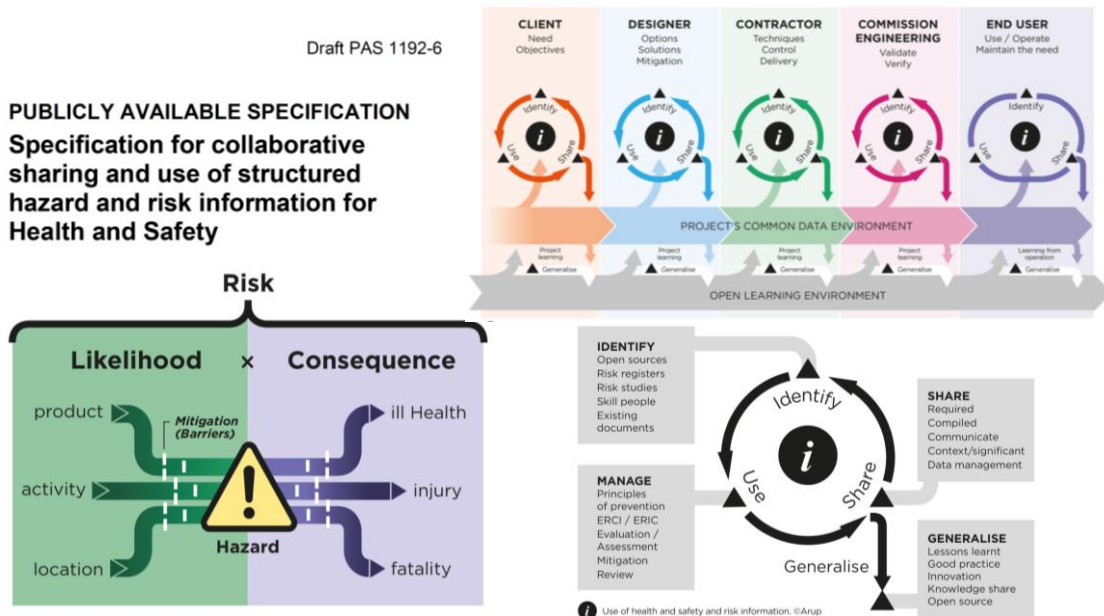 Draft PAS 1192-6
PUBLICLY AVAILABLE SPECIFICATION
Specification for collaborative
sharing and use of structured
hazard and risk information for
Health and Safety
CLIENT
Need
Objectives
DESIGNER
Options
Solutions
Mitigation
CONTRACTOR
Techniques
Control
Delivery
COMMISSION
ENGINEERING
Validate
Verify
END USER
Use / Operate
Maintain the need
Identify
Use
Share
i
Identify
Use
Share
i
Identify
Use
Share
i
Identify
Use
Share
i
Identify
Use
Share
i
PROJECT'S COMMON DATA ENVIRONMENT
Project
learning
Generalise
Project
learning
Generalise
Project
learning
Generalise
Project
learning
Generalise
Learning from
operation
Generalise
OPEN LEARNING ENVIRONMENT
Risk
Likelihood × Consequence
product
activity
location
Mitigation
(Barriers)
Hazard
ill Health
injury
fatality
IDENTIFY
Open sources
Risk registers
Risk studies
Skill people
Existing
documents
MANAGE
Principles
of prevention
ERCI / ERIC
Evaluation /
Assessment
Mitigation
Review
Identify
Use
Share
i
Generalise
SHARE
Required
Compiled
Communicate
Context/significant
Data management
GENERALISE
Lessons learnt
Good practice
Innovation
Knowledge share
Open source
i Use of health and safety and risk information. ©Arup